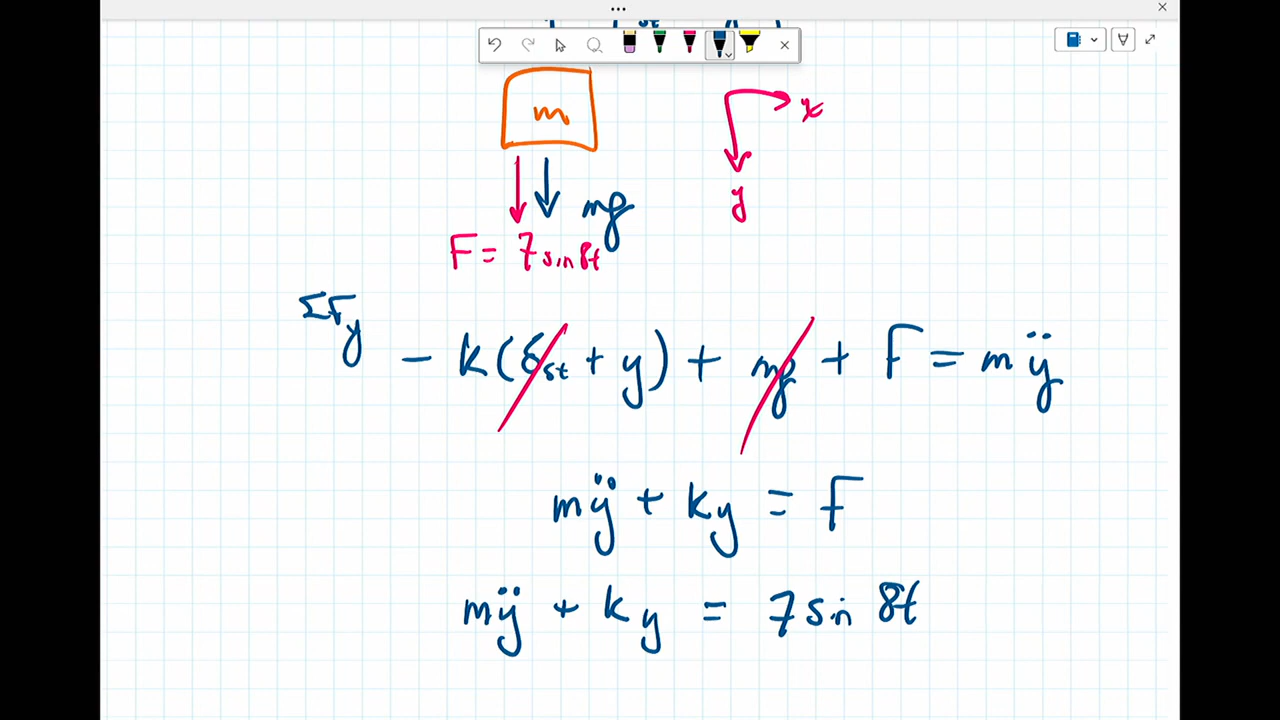 m
x
y
mg
F = 7 sin 8t
ΣFy
- k(δst + y) + mg + F = mÿ
mÿ + ky = F
mÿ + ky = 7 sin 8t